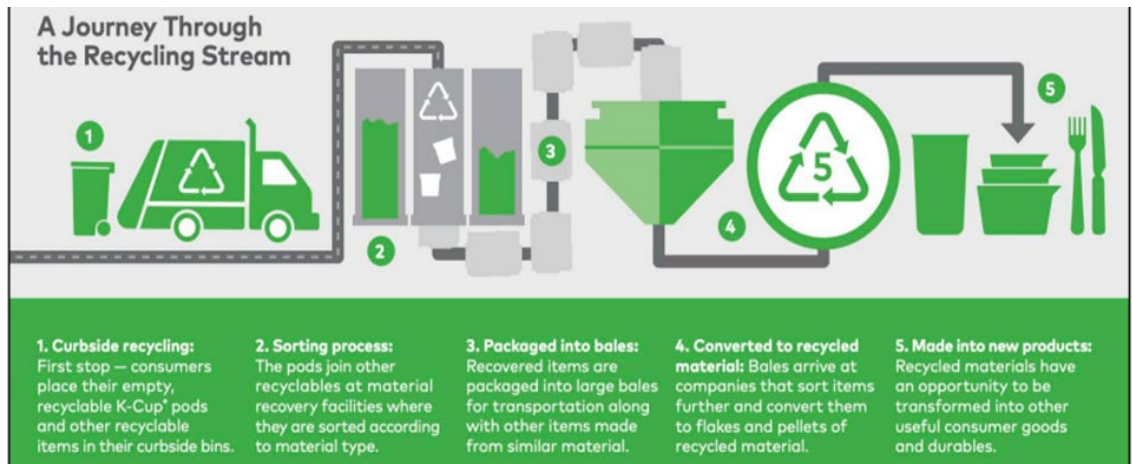 A Journey Through
the Recycling Stream
1
2
3
4
5
5
1. Curbside recycling:
First stop — consumers
place their empty,
recyclable K-Cup® pods
and other recyclable
items in their curbside bins.
2. Sorting process:
The pods join other
recyclables at material
recovery facilities where
they are sorted according
to material type.
3. Packaged into bales:
Recovered items are
packaged into large bales
for transportation along
with other items made
from similar material.
4. Converted to recycled
material: Bales arrive at
companies that sort items
further and convert them
to flakes and pellets of
recycled material.
5. Made into new products:
Recycled materials have
an opportunity to be
transformed into other
useful consumer goods
and durables.